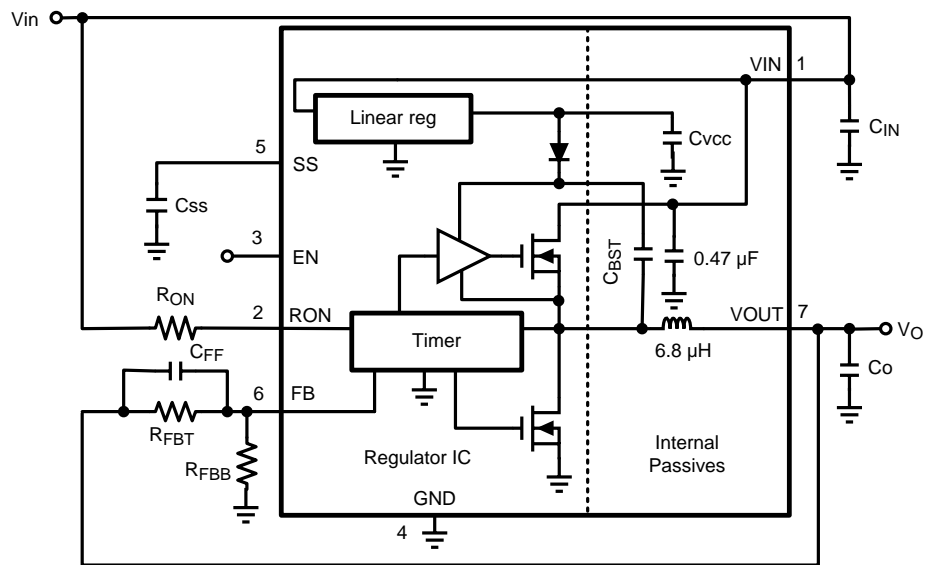 Vin
VIN
1
Linear reg
CVCC
CIN
5
SS
Css
3
EN
CBST
0.47 µF
RON
2
RON
Timer
VOUT
7
VO
6.8 µH
CFF
6
FB
Co
RFBT
RFBB
Regulator IC
Internal
Passives
GND
4